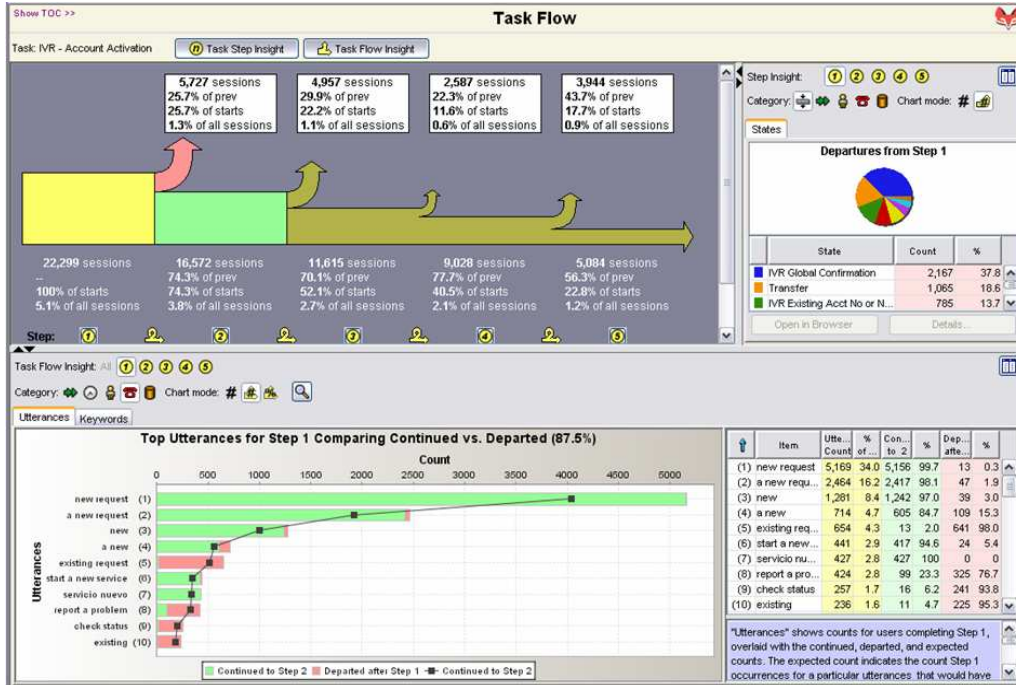 Show TOC >>
Task Flow
Task: IVR - Account Activation
Task Step Insight
Task Flow Insight
5,727 sessions
25.7% of prev
25.7% of starts
1.3% of all sessions
4,957 sessions
29.9% of prev
22.2% of starts
1.1% of all sessions
2,587 sessions
22.3% of prev
11.6% of starts
0.6% of all sessions
3,944 sessions
43.7% of prev
17.7% of starts
0.9% of all sessions
22,299 sessions
--
100% of starts
5.1% of all sessions
16,572 sessions
74.3% of prev
74.3% of starts
3.8% of all sessions
11,615 sessions
70.1% of prev
52.1% of starts
2.7% of all sessions
9,028 sessions
77.7% of prev
40.5% of starts
2.1% of all sessions
5,084 sessions
56.3% of prev
22.8% of starts
1.2% of all sessions
Step: 1 2 3 4 5
Step Insight: 1 2 3 4 5
Category: Chart mode: #
States
Departures from Step 1
State Count %
IVR Global Confirmation 2,167 37.8
Transfer 1,065 18.6
IVR Existing Acct No or N... 785 13.7
Open in Browser Details...
Task Flow Insight: All 1 2 3 4 5
Category: Chart mode: #
Utterances Keywords
Top Utterances for Step 1 Comparing Continued vs. Departed (87.5%)
Count
0 500 1000 1500 2000 2500 3000 3500 4000 4500 5000
Utterances
new request (1)
a new request (2)
new (3)
a new (4)
existing request (5)
start a new service (6)
servicio nuevo (7)
report a problem (8)
check status (9)
existing (10)
Continued to Step 2 Departed after Step 1 Continued to Step 2
Item Utte... Count % of ... Con... to 2 % Dep... afte... %
(1) new request 5,169 34.0 5,156 99.7 13 0.3
(2) a new requ... 2,464 16.2 2,417 98.1 47 1.9
(3) new 1,281 8.4 1,242 97.0 39 3.0
(4) a new 714 4.7 605 84.7 109 15.3
(5) existing req... 654 4.3 13 2.0 641 98.0
(6) start a new... 441 2.9 417 94.6 24 5.4
(7) servicio nu... 427 2.8 427 100 0 0
(8) report a pro... 424 2.8 99 23.3 325 76.7
(9) check status 257 1.7 16 6.2 241 93.8
(10) existing 236 1.6 11 4.7 225 95.3
"Utterances" shows counts for users completing Step 1,
overlaid with the continued, departed, and expected
counts. The expected count indicates the count Step 1
occurrences for a particular utterances that would have